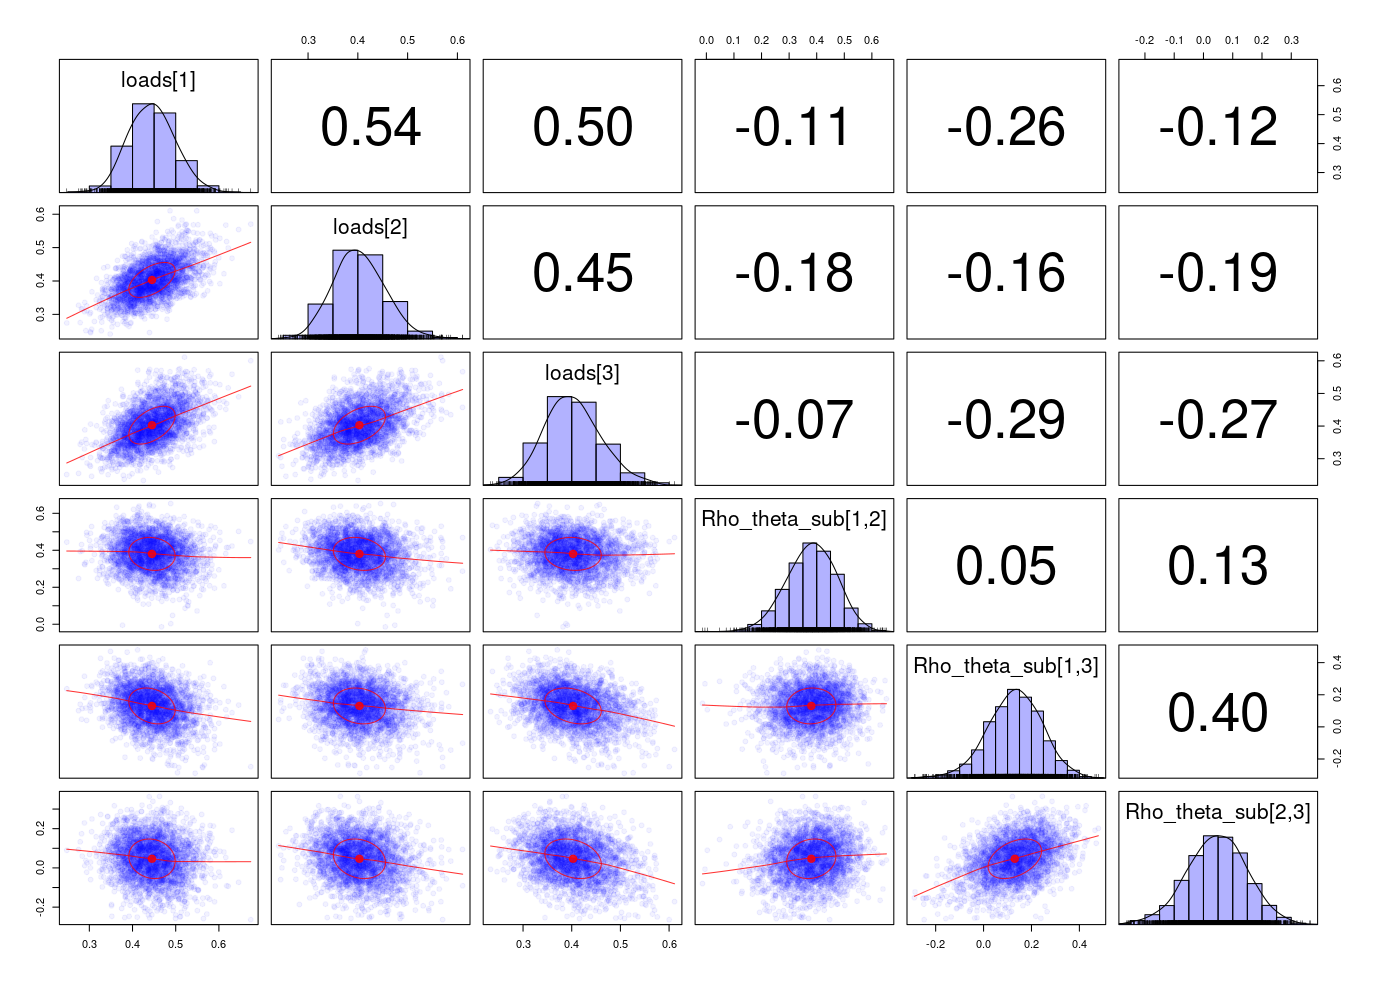 0.3 0.4 0.5 0.6 0.0 0.1 0.2 0.3 0.4 0.5 0.6 -0.2 -0.1 0.0 0.1 0.2 0.3
loads[1] 0.54 0.50 -0.11 -0.26 -0.12
0.3 0.4 0.5 0.6
0.3 0.4 0.5 0.6
loads[2] 0.45 -0.18 -0.16 -0.19
loads[3] -0.07 -0.29 -0.27
0.3 0.4 0.5 0.6
0.0 0.2 0.4 0.6
Rho_theta_sub[1,2] 0.05 0.13
Rho_theta_sub[1,3] 0.40
-0.2 0.0 0.2 0.4
-0.2 0.0 0.2
Rho_theta_sub[2,3]
0.3 0.4 0.5 0.6 0.3 0.4 0.5 0.6 -0.2 0.0 0.2 0.4